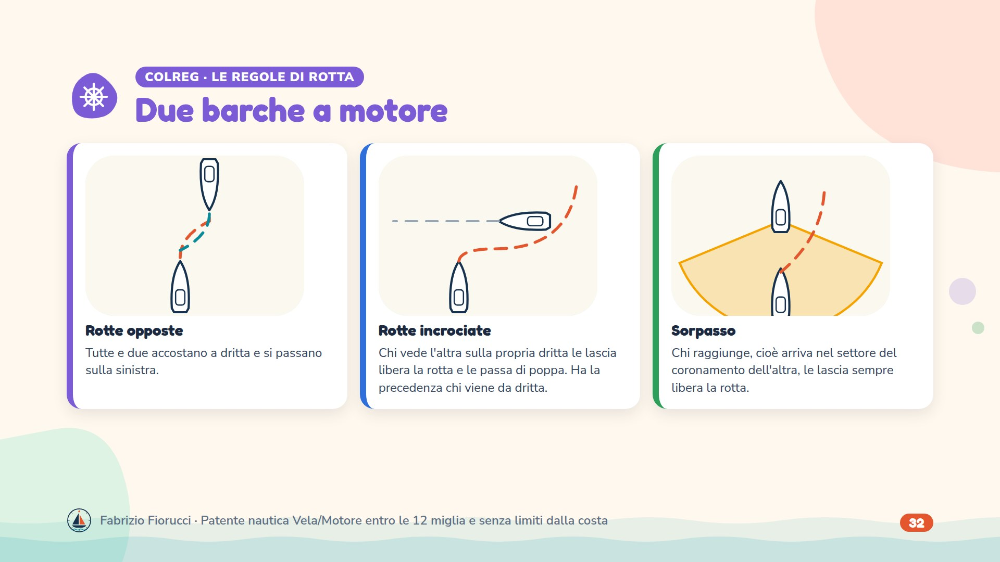 COLREG · LE REGOLE DI ROTTA
Due barche a motore
Rotte opposte
Tutte e due accostano a dritta e si passano
sulla sinistra.
Rotte incrociate
Chi vede l'altra sulla propria dritta le lascia
libera la rotta e le passa di poppa. Ha la
precedenza chi viene da dritta.
Sorpasso
Chi raggiunge, cioè arriva nel settore del
coronamento dell'altra, le lascia sempre
libera la rotta.
Fabrizio Fiorucci · Patente nautica Vela/Motore entro le 12 miglia e senza limiti dalla costa
32